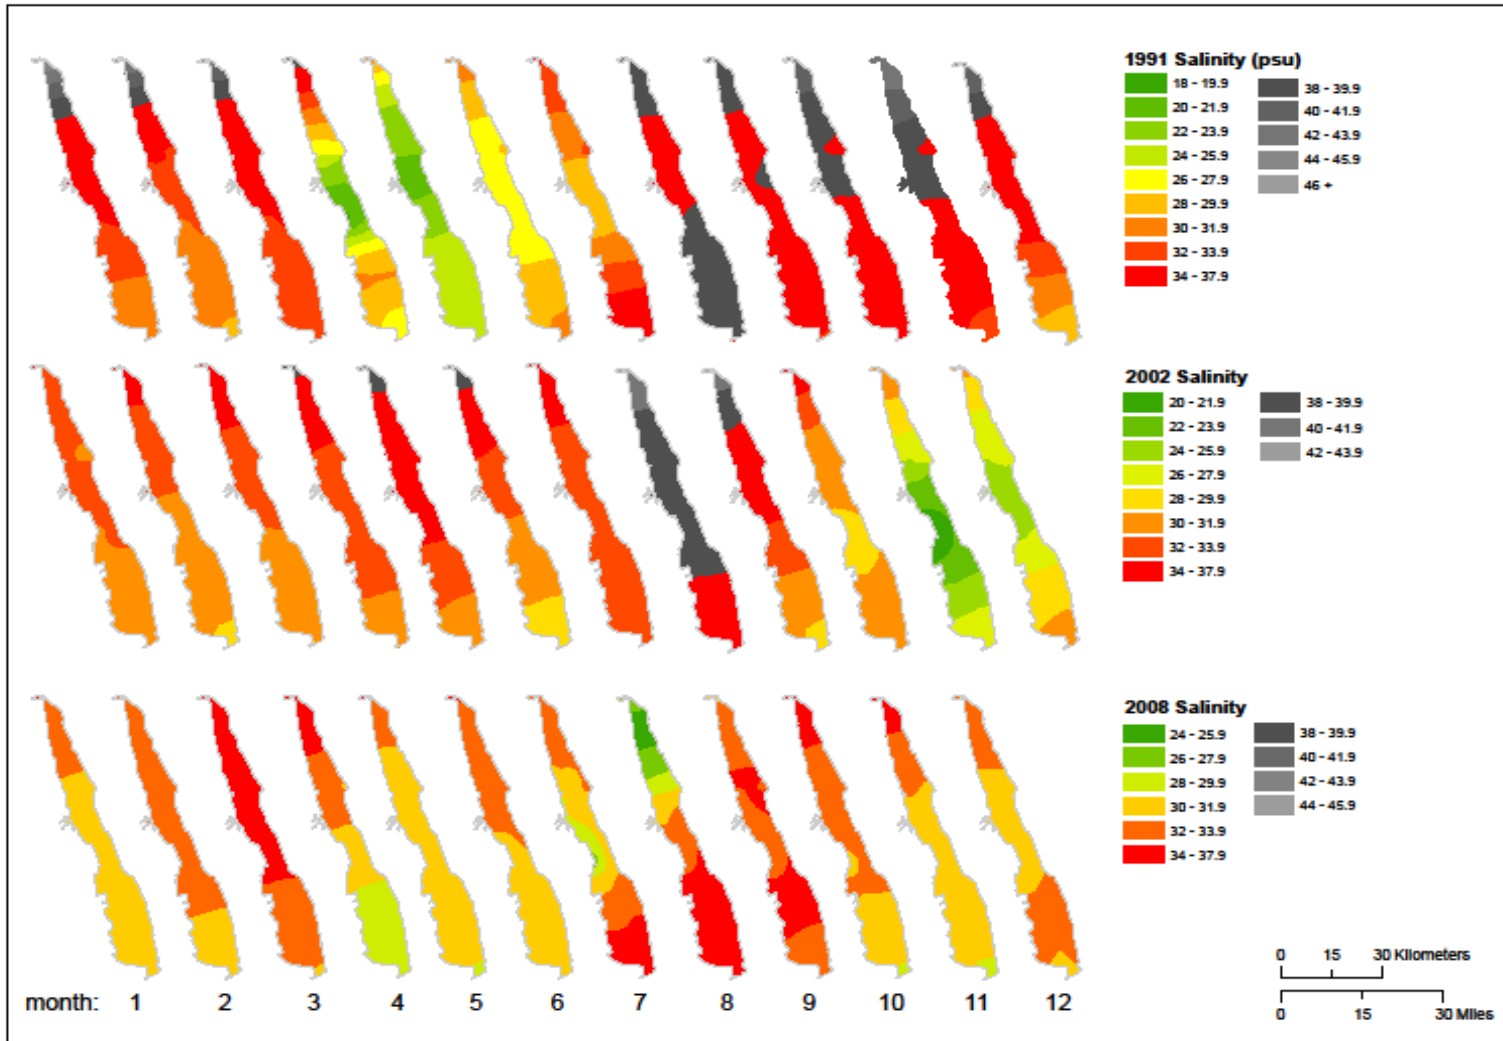 1991 Salinity (psu)
18 - 19.9
20 - 21.9
22 - 23.9
24 - 25.9
26 - 27.9
28 - 29.9
30 - 31.9
32 - 33.9
34 - 37.9
38 - 39.9
40 - 41.9
42 - 43.9
44 - 45.9
46 +
2002 Salinity
20 - 21.9
22 - 23.9
24 - 25.9
26 - 27.9
28 - 29.9
30 - 31.9
32 - 33.9
34 - 37.9
38 - 39.9
40 - 41.9
42 - 43.9
2008 Salinity
24 - 25.9
26 - 27.9
28 - 29.9
30 - 31.9
32 - 33.9
34 - 37.9
38 - 39.9
40 - 41.9
42 - 43.9
44 - 45.9
0 15 30 Kilometers
0 15 30 Miles
month: 1 2 3 4 5 6 7 8 9 10 11 12